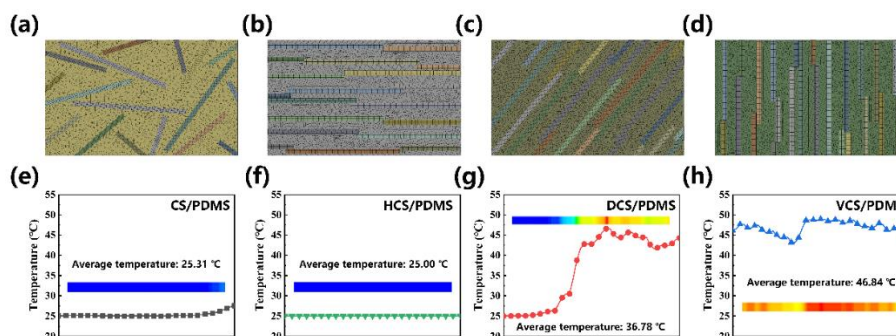 (a) (b) (c) (d)
(e) (f) (g) (h)
55 CS/PDMS 55 HCS/PDMS 55 DCS/PDMS 55 VCS/PDM
50 50 50 50
45 45 45 45
40 40 40 40
Average temperature: 25.31 °C Average temperature: 25.00 °C
35 35 35 35 Average temperature: 46.84 °C
30 30 30 30
25 25 25 25
Average temperature: 36.78 °C
Temperature (°C) Temperature (°C) Temperature (°C) Temperature (°C)